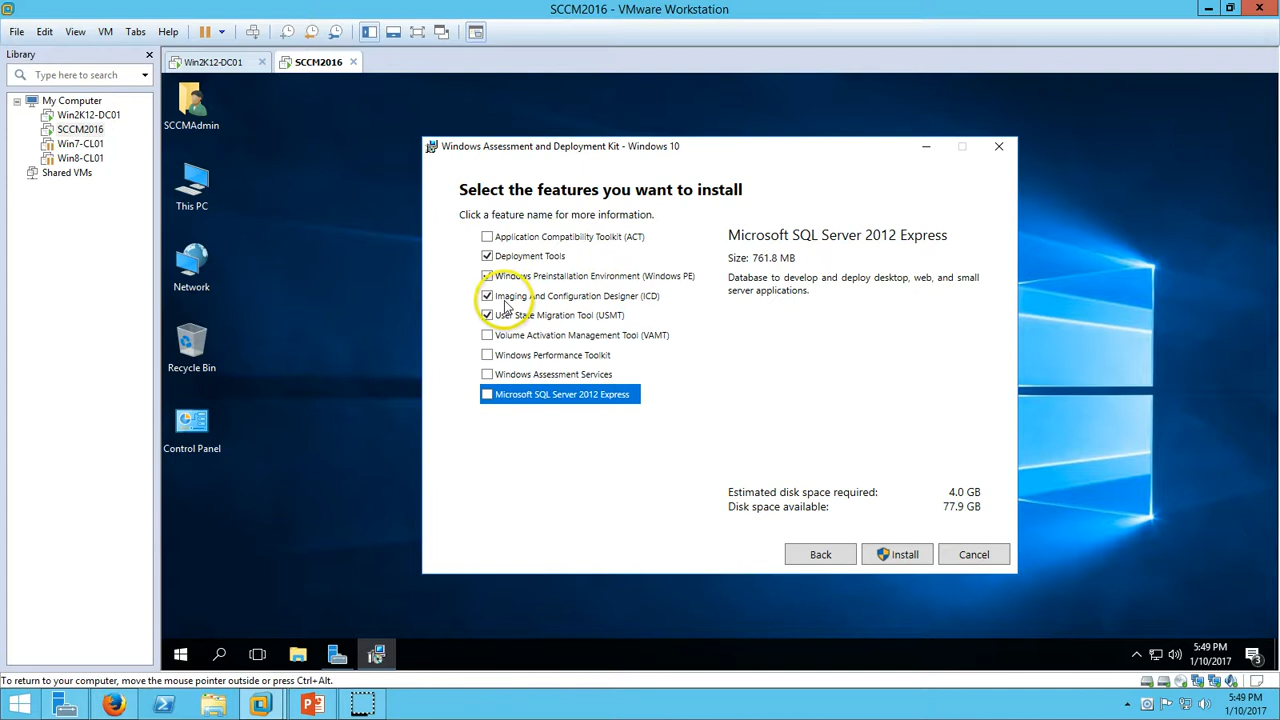 SCCM2016 - VMware Workstation
File Edit View VM Tabs Help
Library
Type here to search
My Computer
Win2K12-DC01
SCCM2016
Win7-CL01
Win8-CL01
Shared VMs
Win2K12-DC01
SCCM2016
SCCMAdmin
This PC
Network
Recycle Bin
Control Panel
Windows Assessment and Deployment Kit - Windows 10
Select the features you want to install
Click a feature name for more information.
Application Compatibility Toolkit (ACT)
Deployment Tools
Windows Preinstallation Environment (Windows PE)
Imaging And Configuration Designer (ICD)
User State Migration Tool (USMT)
Volume Activation Management Tool (VAMT)
Windows Performance Toolkit
Windows Assessment Services
Microsoft SQL Server 2012 Express
Microsoft SQL Server 2012 Express
Size: 761.8 MB
Database to develop and deploy desktop, web, and small
server applications.
Estimated disk space required: 4.0 GB
Disk space available: 77.9 GB
Back
Install
Cancel
5:49 PM
1/10/2017
3
To return to your computer, move the mouse pointer outside or press Ctrl+Alt.
5:49 PM
1/10/2017